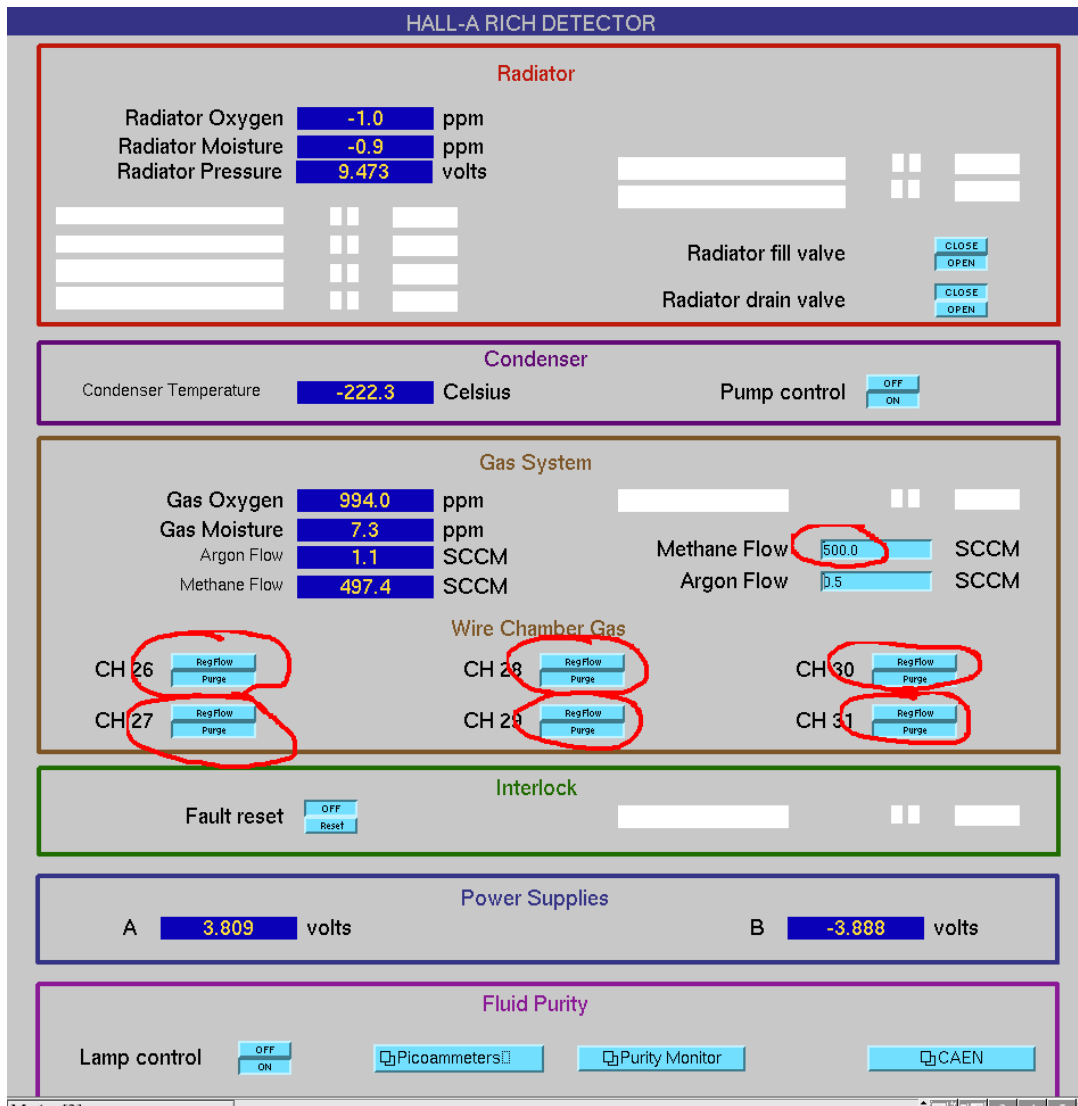 HALL-A RICH DETECTOR
Radiator
Radiator Oxygen -1.0 ppm
Radiator Moisture -0.9 ppm
Radiator Pressure 9.473 volts
Radiator fill valve CLOSE
OPEN
Radiator drain valve CLOSE
OPEN
Condenser
Condenser Temperature -222.3 Celsius Pump control OFF
ON
Gas System
Gas Oxygen 994.0 ppm
Gas Moisture 7.3 ppm
Argon Flow 1.1 SCCM
Methane Flow 497.4 SCCM
Methane Flow 500.0 SCCM
Argon Flow 0.5 SCCM
Wire Chamber Gas
CH 26 RegFlow
Purge
CH 28 RegFlow
Purge
CH 30 RegFlow
Purge
CH 27 RegFlow
Purge
CH 29 RegFlow
Purge
CH 31 RegFlow
Purge
Interlock
Fault reset OFF
Reset
Power Supplies
A 3.809 volts B -3.888 volts
Fluid Purity
Lamp control OFF
ON
Picoammeters
Purity Monitor
CAEN